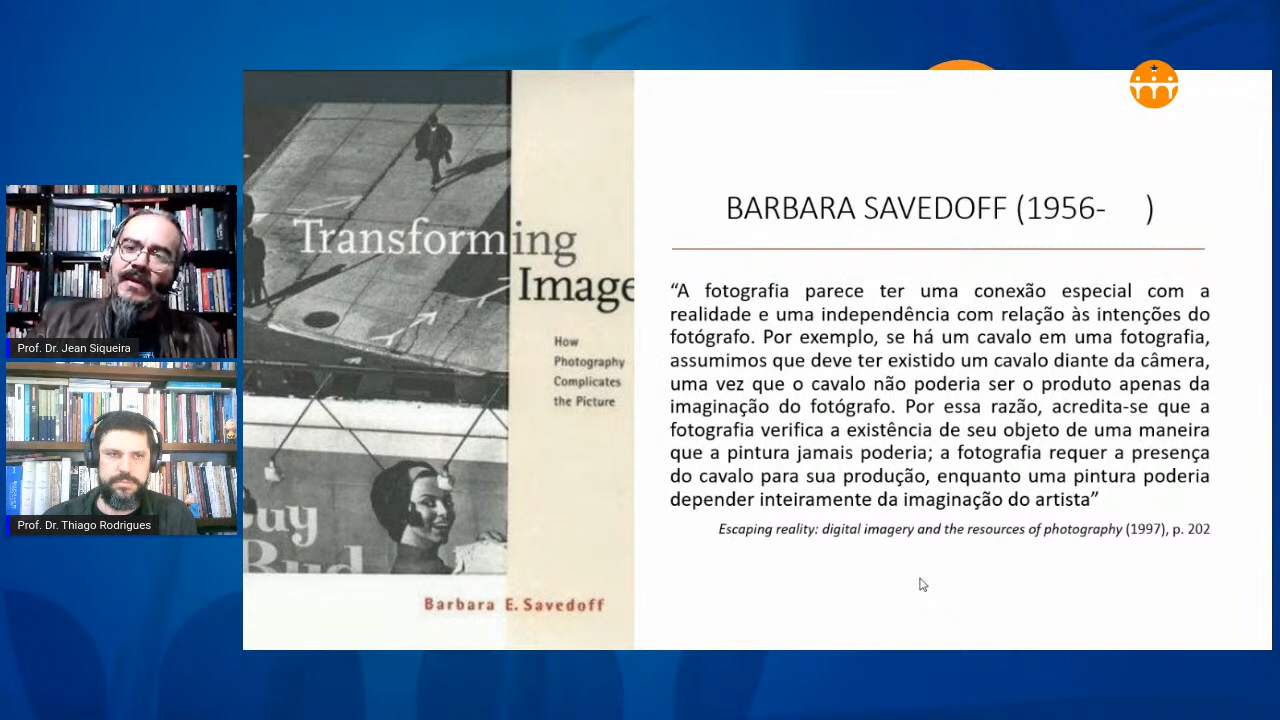 Transforming
Image
How
Photography
Complicates
the Picture
Buy
Bud
Barbara E. Savedoff
BARBARA SAVEDOFF (1956-    )
“A fotografia parece ter uma conexão especial com a
realidade e uma independência com relação às intenções do
fotógrafo. Por exemplo, se há um cavalo em uma fotografia,
assumimos que deve ter existido um cavalo diante da câmera,
uma vez que o cavalo não poderia ser o produto apenas da
imaginação do fotógrafo. Por essa razão, acredita-se que a
fotografia verifica a existência de seu objeto de uma maneira
que a pintura jamais poderia; a fotografia requer a presença
do cavalo para sua produção, enquanto uma pintura poderia
depender inteiramente da imaginação do artista”
Escaping reality: digital imagery and the resources of photography (1997), p. 202
Prof. Dr. Jean Siqueira
Prof. Dr. Thiago Rodrigues